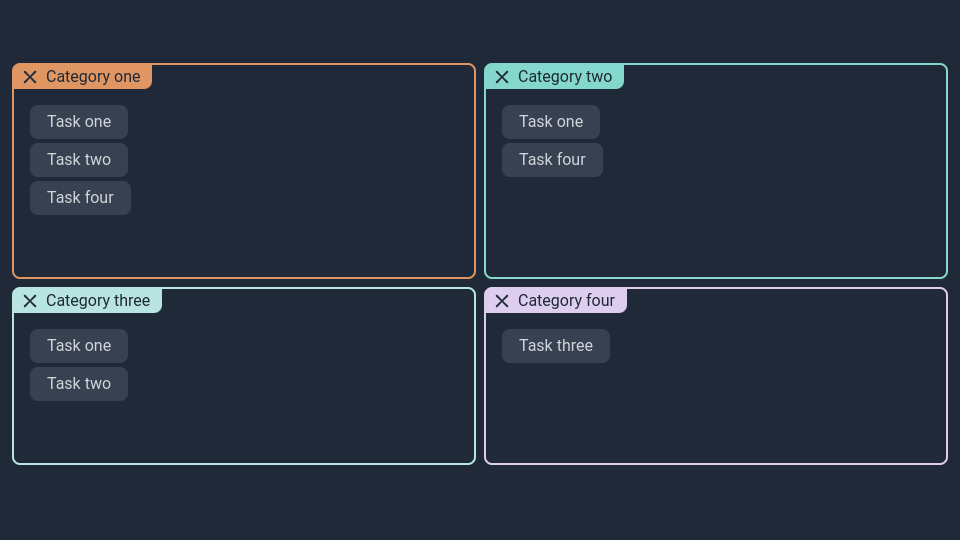 Category one
Task one
Task two
Task four
Category two
Task one
Task four
Category three
Task one
Task two
Category four
Task three